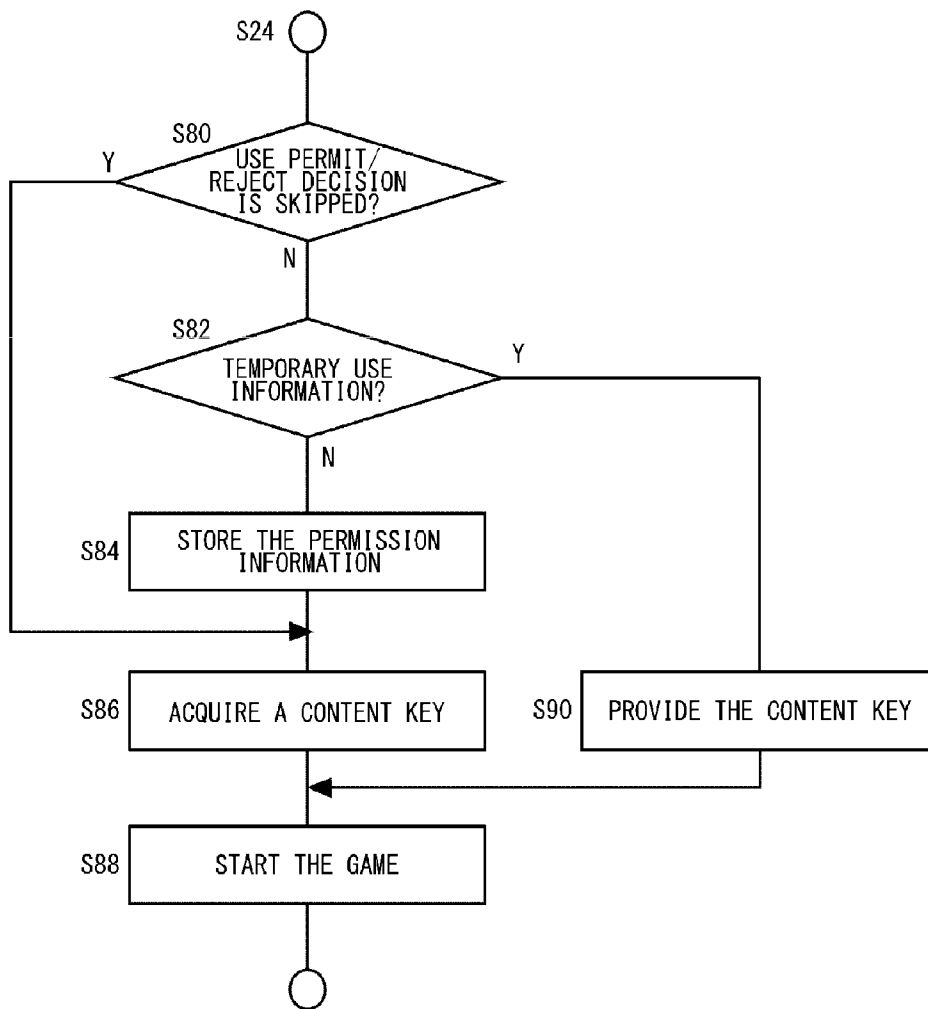 S24
S80
Y
USE PERMIT/
REJECT DECISION
IS SKIPPED?
N
S82
Y
TEMPORARY USE
INFORMATION?
N
S84
STORE THE PERMISSION
INFORMATION
S86
ACQUIRE A CONTENT KEY
S90
PROVIDE THE CONTENT KEY
S88
START THE GAME